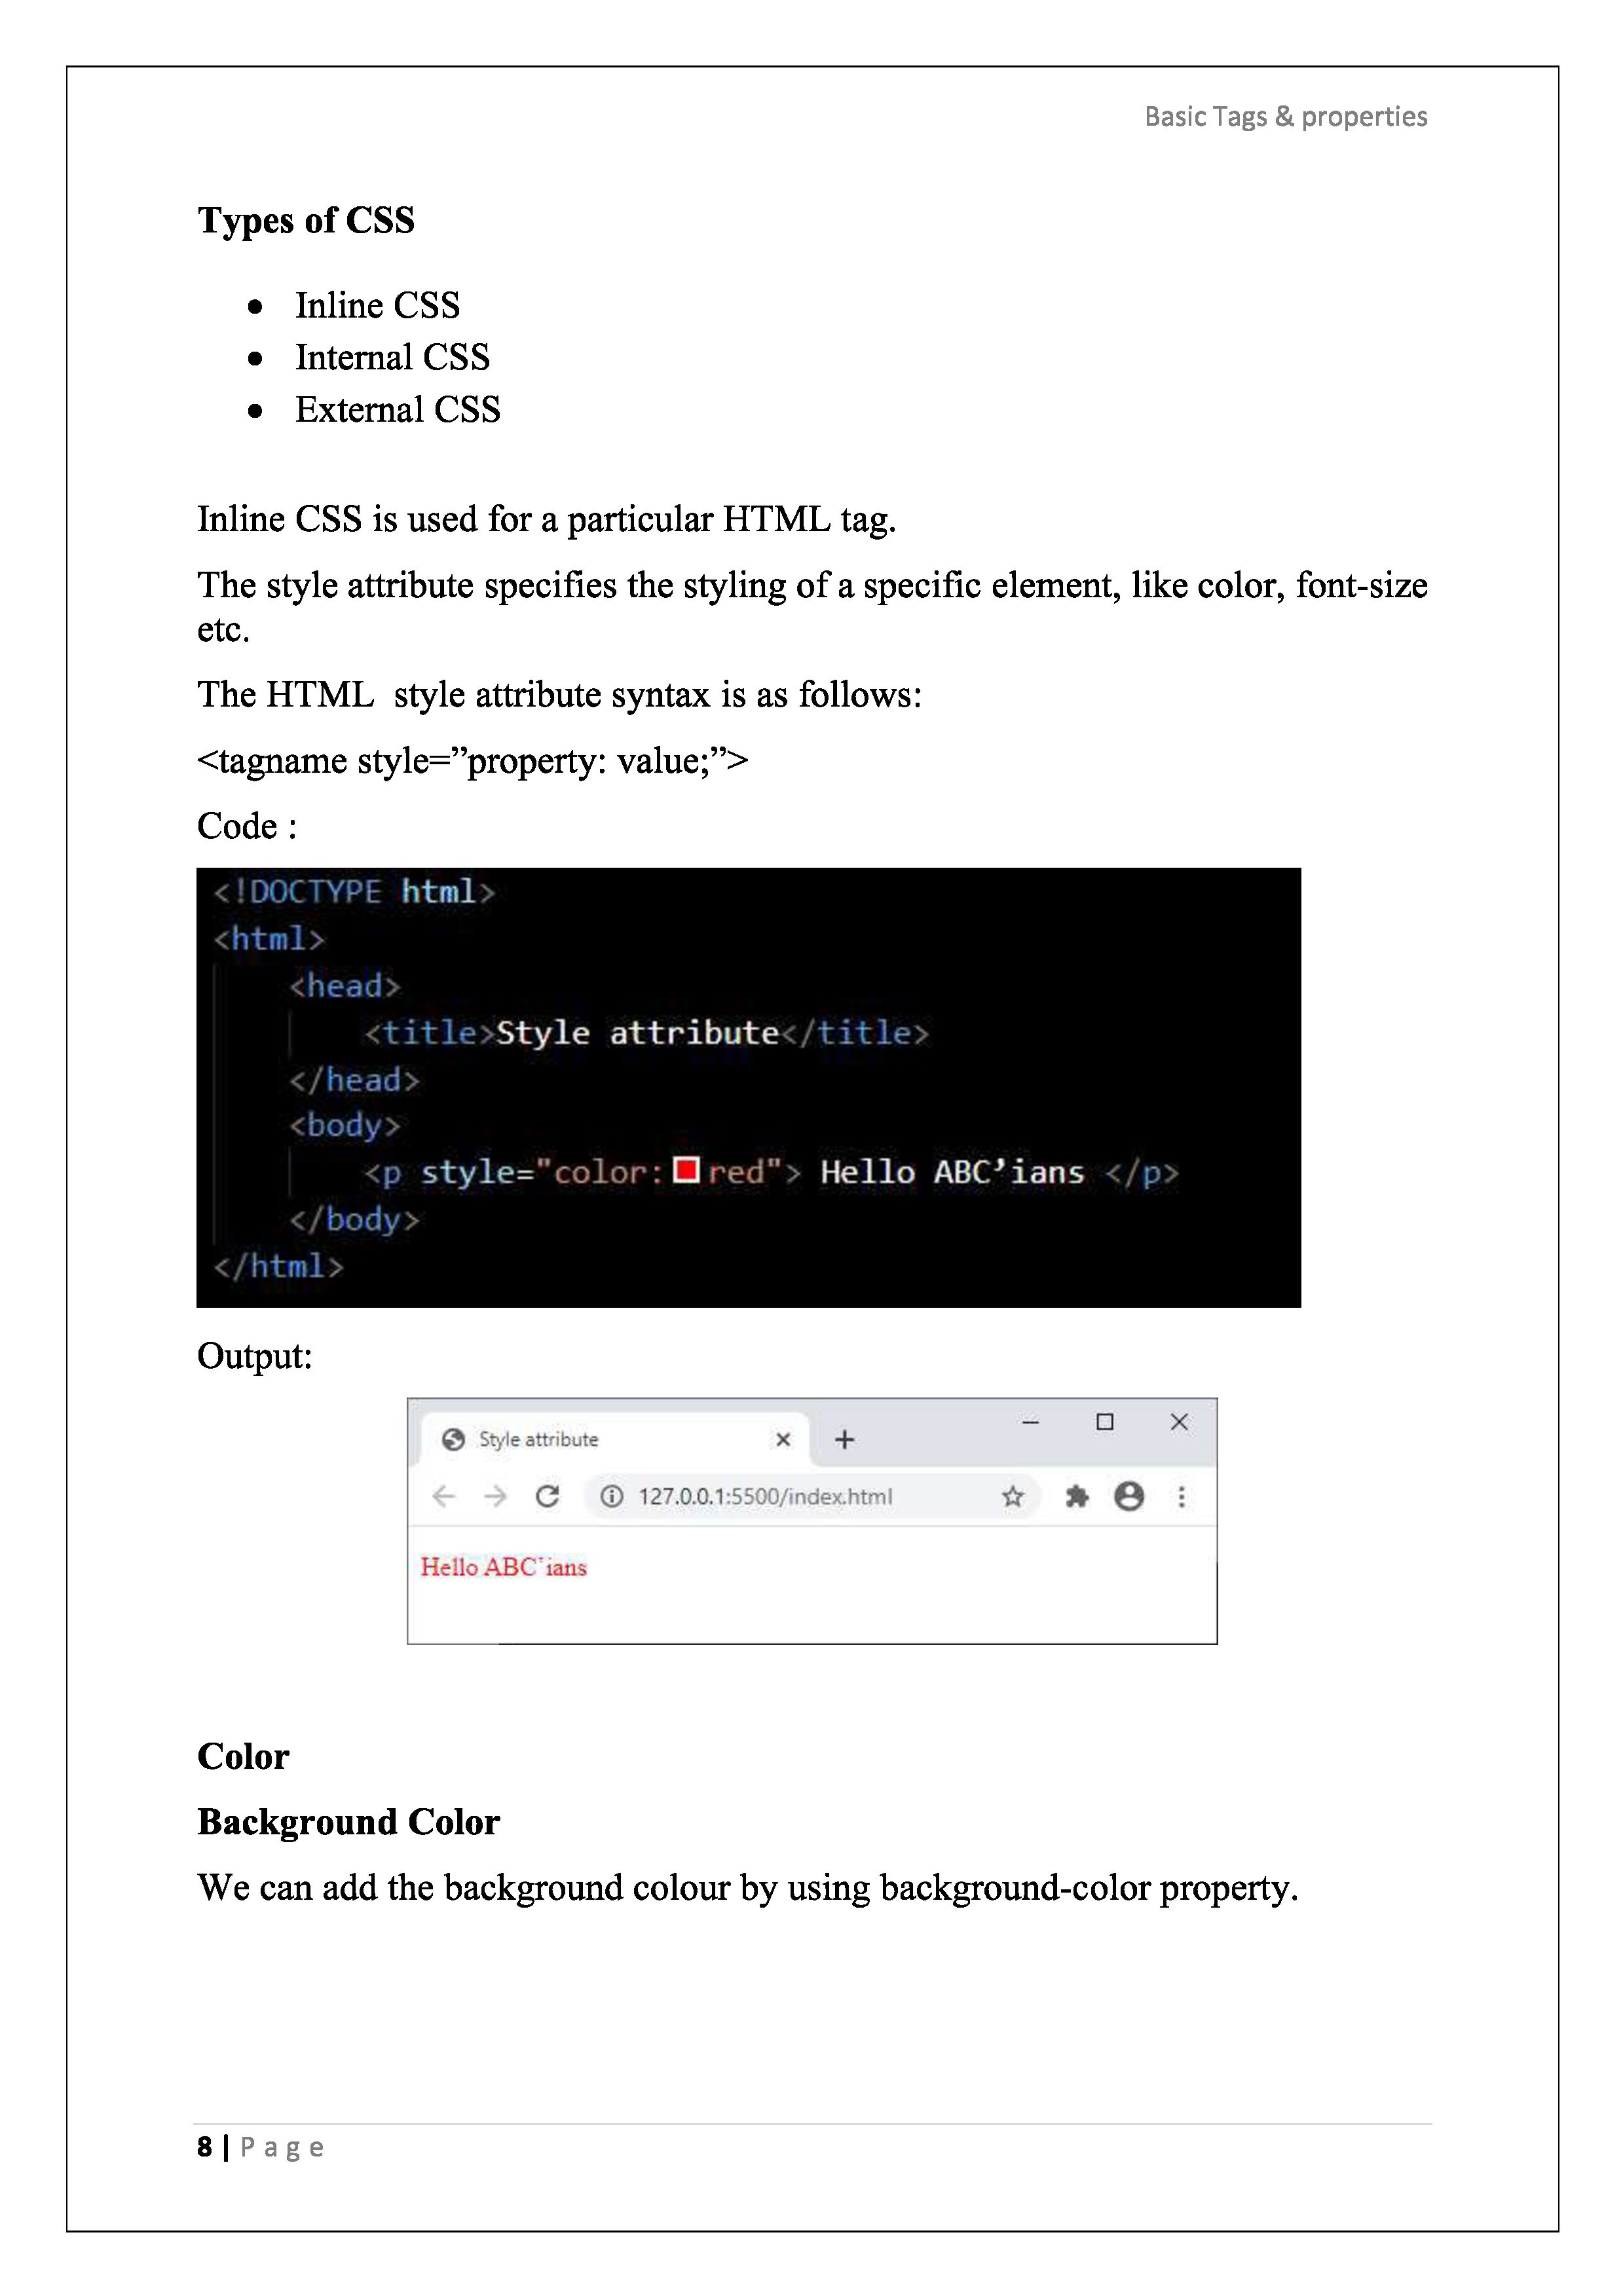 Basic Tags & properties
Types of CSS
• Inline CSS
• Internal CSS
• External CSS
Inline CSS is used for a particular HTML tag.
The style attribute specifies the styling of a specific element, like color, font-size
etc.
The HTML  style attribute syntax is as follows:
<tagname style=”property: value;”>
Code :
<!DOCTYPE html>
<html>
<head>
<title>Style attribute</title>
</head>
<body>
<p style="color:red"> Hello ABC’ians </p>
</body>
</html>
Output:
Style attribute
127.0.0.1:5500/index.html
Hello ABC’ians
Color
Background Color
We can add the background colour by using background-color property.
8 | Page